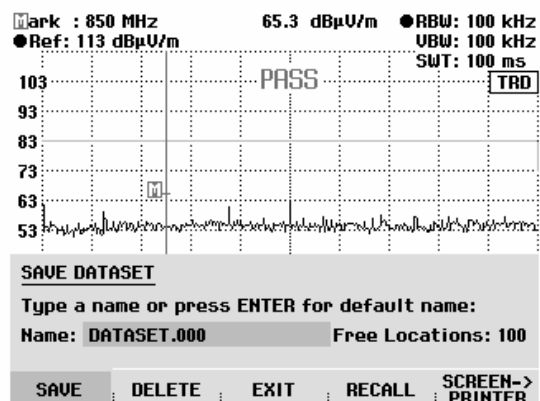 Mark : 850 MHz 65.3 dBµV/m ●RBW: 100 kHz
●Ref: 113 dBµV/m VBW: 100 kHz
SWT: 100 ms
103 PASS TRD
93
83
73
M
63
53
SAVE DATASET
Type a name or press ENTER for default name:
Name: DATASET.000 Free Locations: 100
SAVE DELETE EXIT RECALL SCREEN->
PRINTER